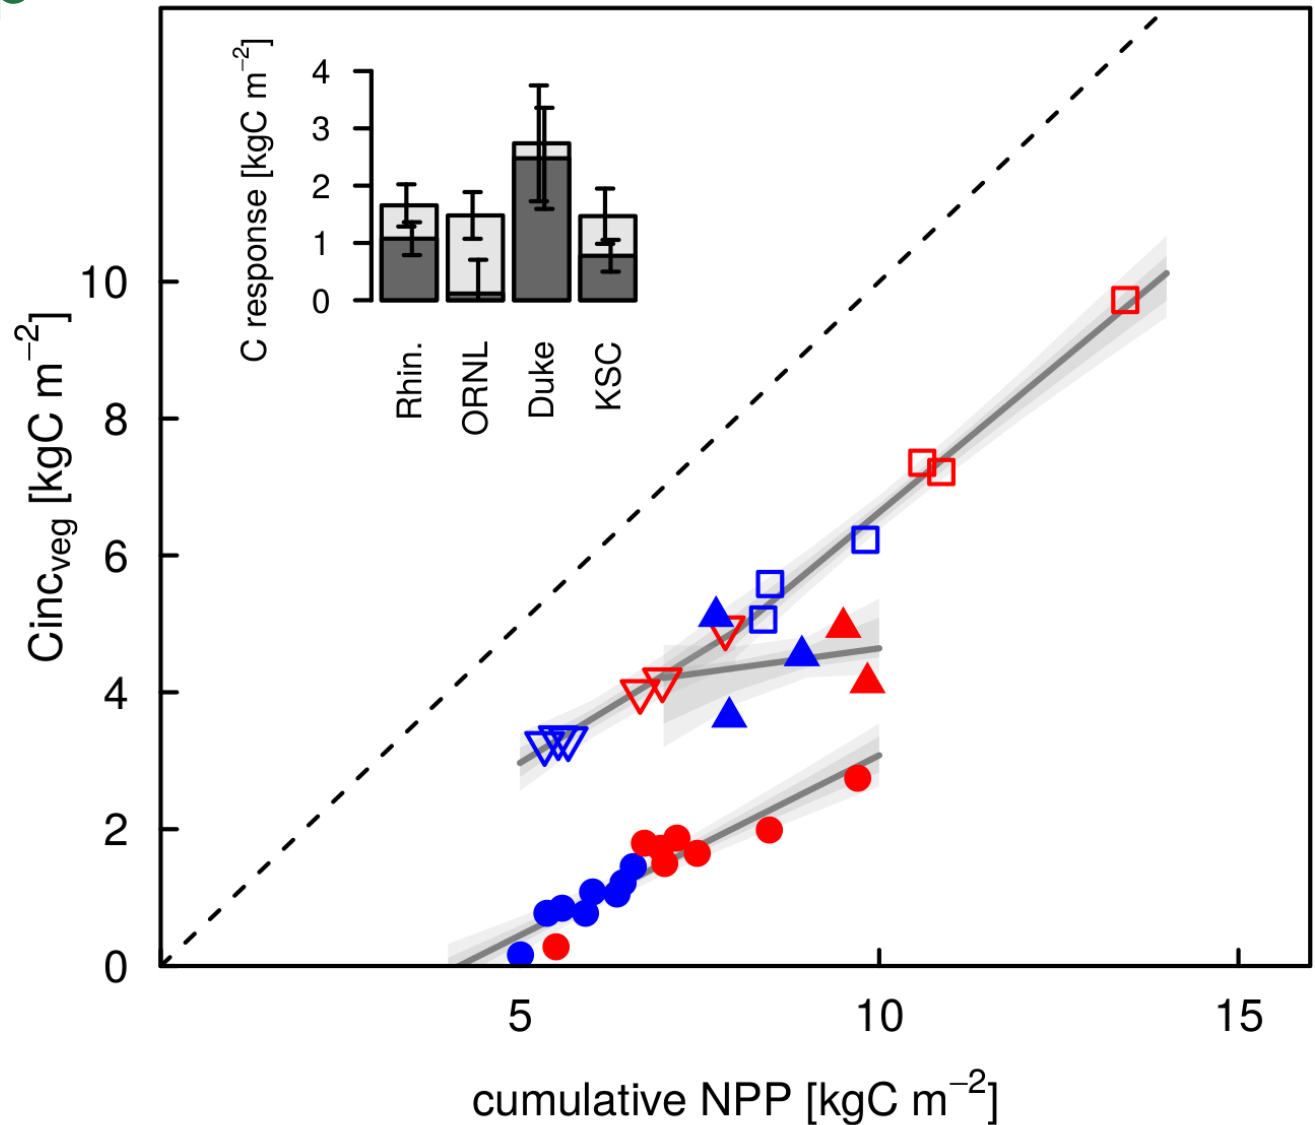 C response [kgC m⁻²]
4
3
2
1
0
Rhin.
ORNL
Duke
KSC
Cincveg [kgC m⁻²]
10
8
6
4
2
0
5 10 15
cumulative NPP [kgC m⁻²]